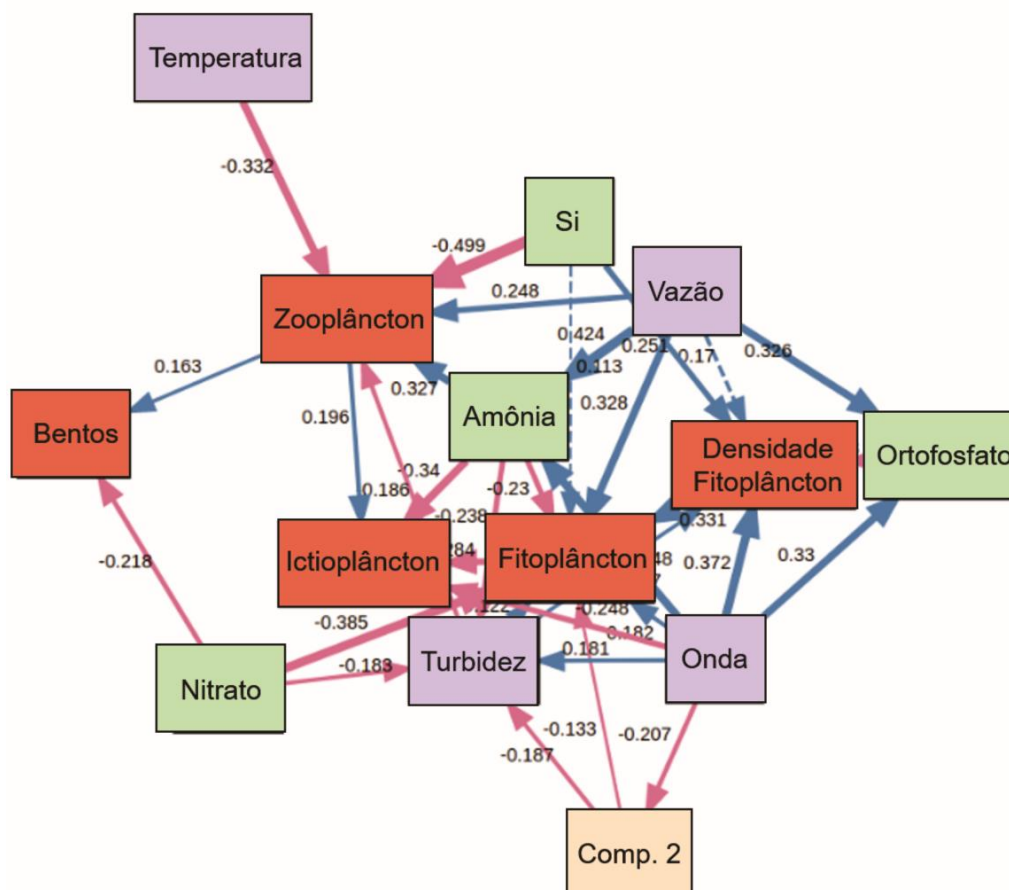 Temperatura
-0.332
Si
-0.499
Vazão
0.248
Zooplâncton
0.424
0.251
0.17
0.326
0.113
0.163
0.327
0.328
Amônia
Bentos
0.196
Densidade
Fitoplâncton
Ortofosfato
-0.34
0.186
-0.23
-0.238
0.331
Ictioplâncton
Fitoplâncton
0.372
0.33
-0.218
-0.385
-0.248
0.182
Nitrato
-0.183
Turbidez
0.181
Onda
-0.133
-0.207
-0.187
Comp. 2